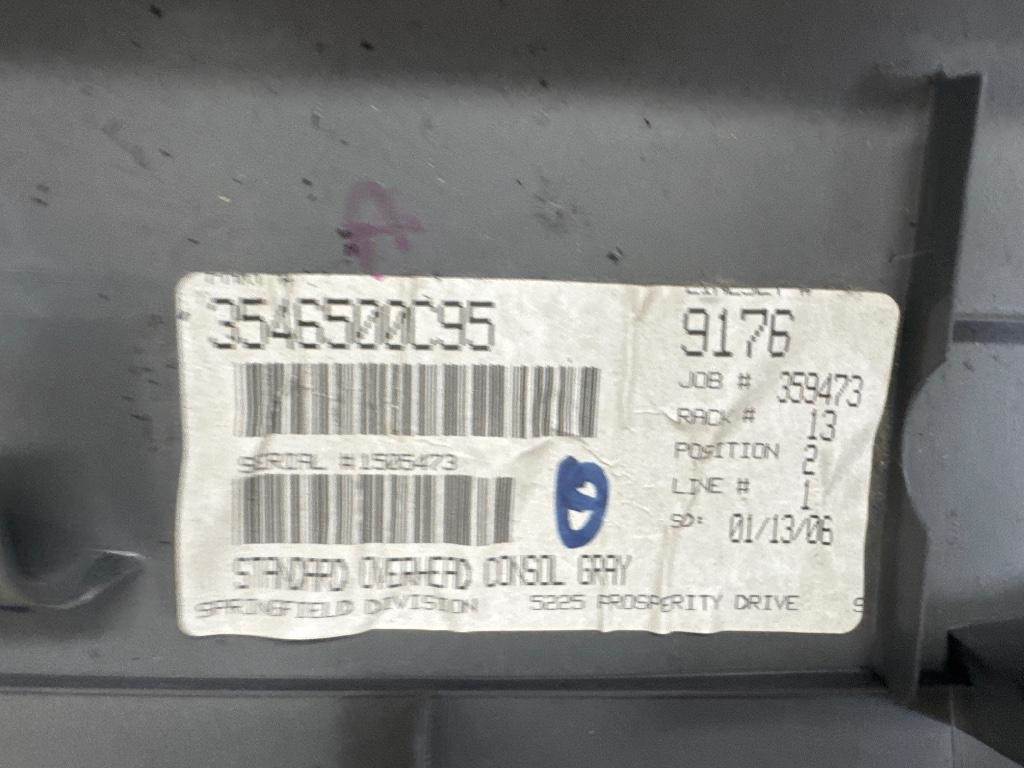 3546500C95
9176
JOB # 359473
RACK # 13
POSITION 2
LINE # 1
SD: 01/13/06
SERIAL #1505473
STANDARD OVERHEAD CONSOL GRAY
SPRINGFIELD DIVISION 5225 PROSPERITY DRIVE